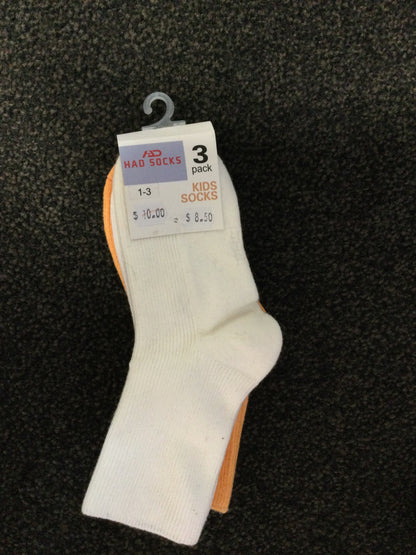 HAD SOCKS
3
pack
1-3
KIDS
SOCKS
$ 10.00 = $ 8.50